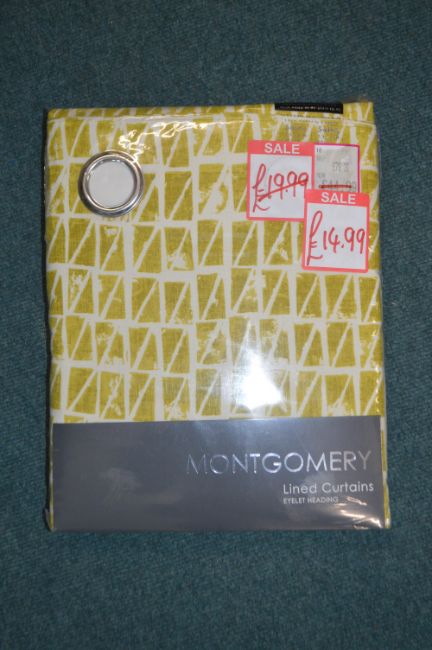 SALE
£19.99
SALE
£14.99
MONTGOMERY
Lined Curtains
EYELET HEADING